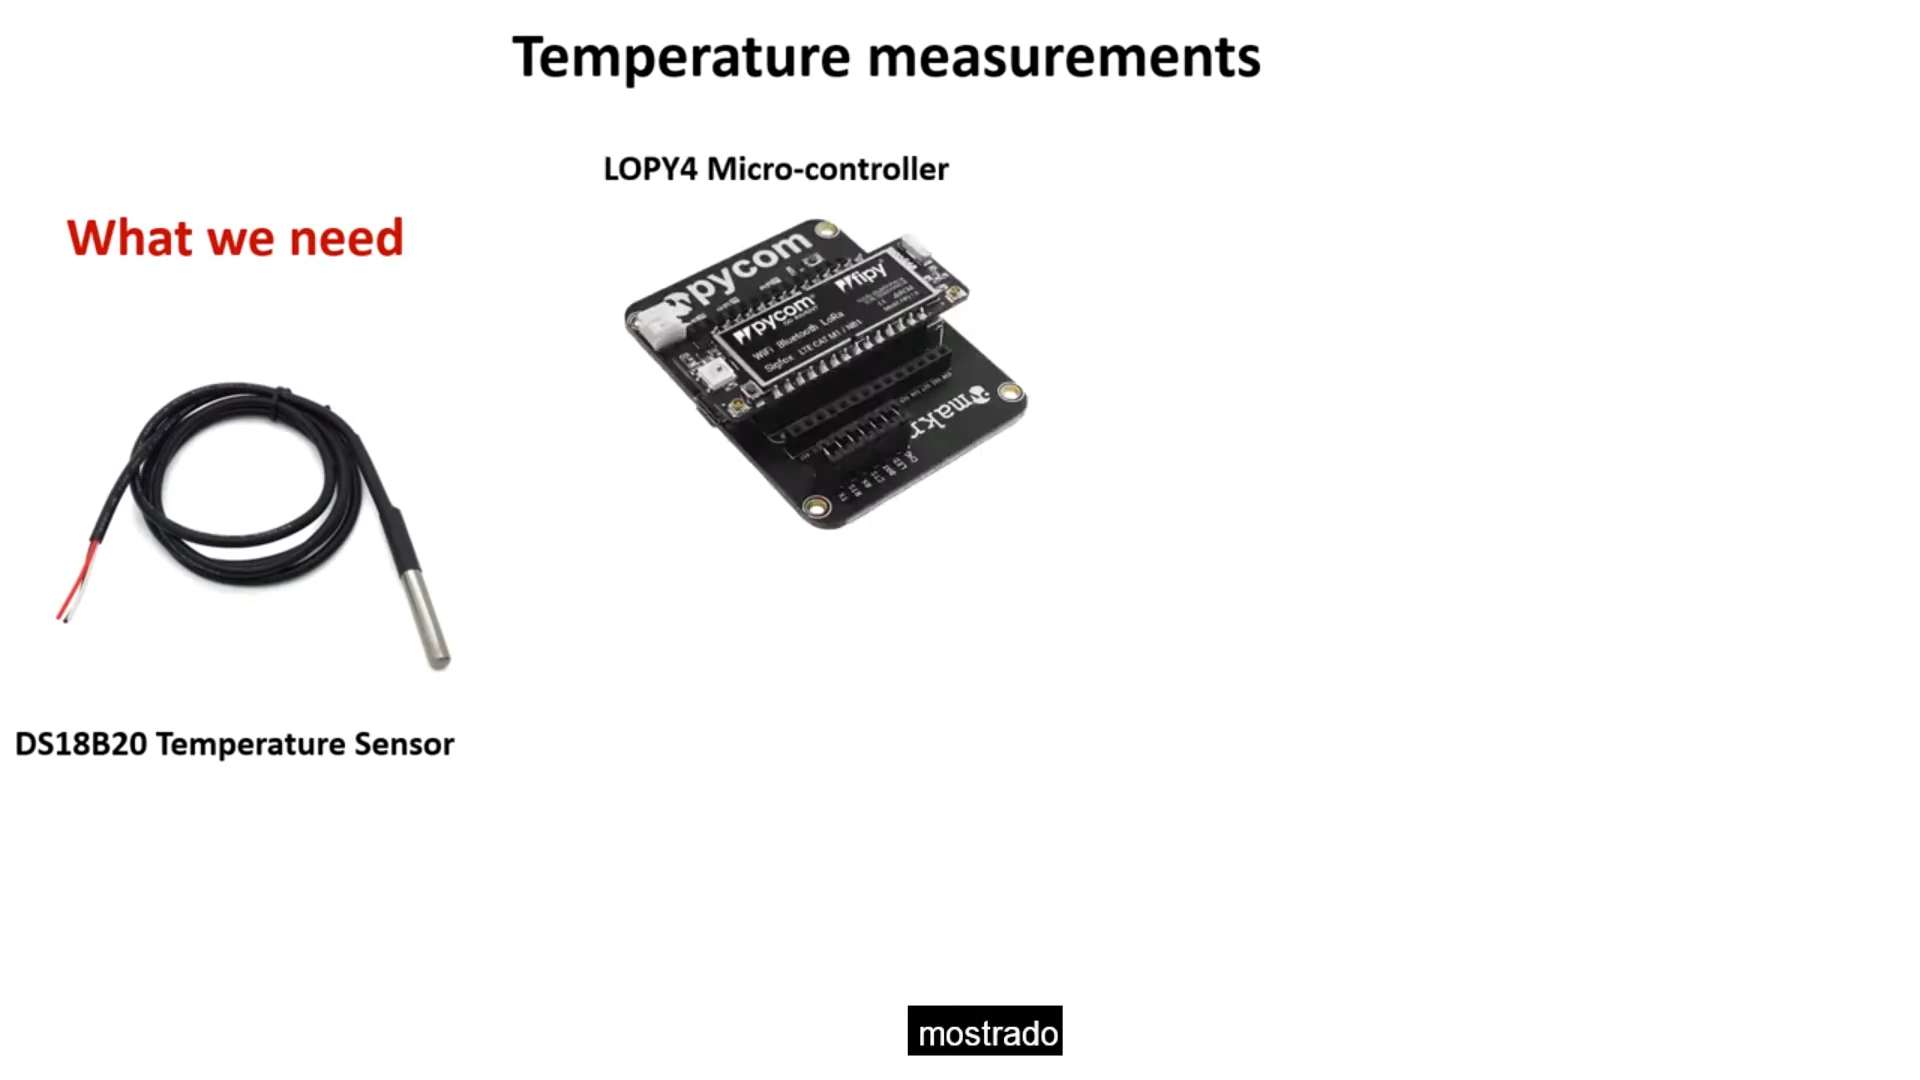 Temperature measurements
LOPY4 Micro-controller
What we need
pycom
pycom
fipy
WiFi Bluetooth LoRa
Sigfox LTE CAT M1 / NB1
makr
DS18B20 Temperature Sensor
mostrado